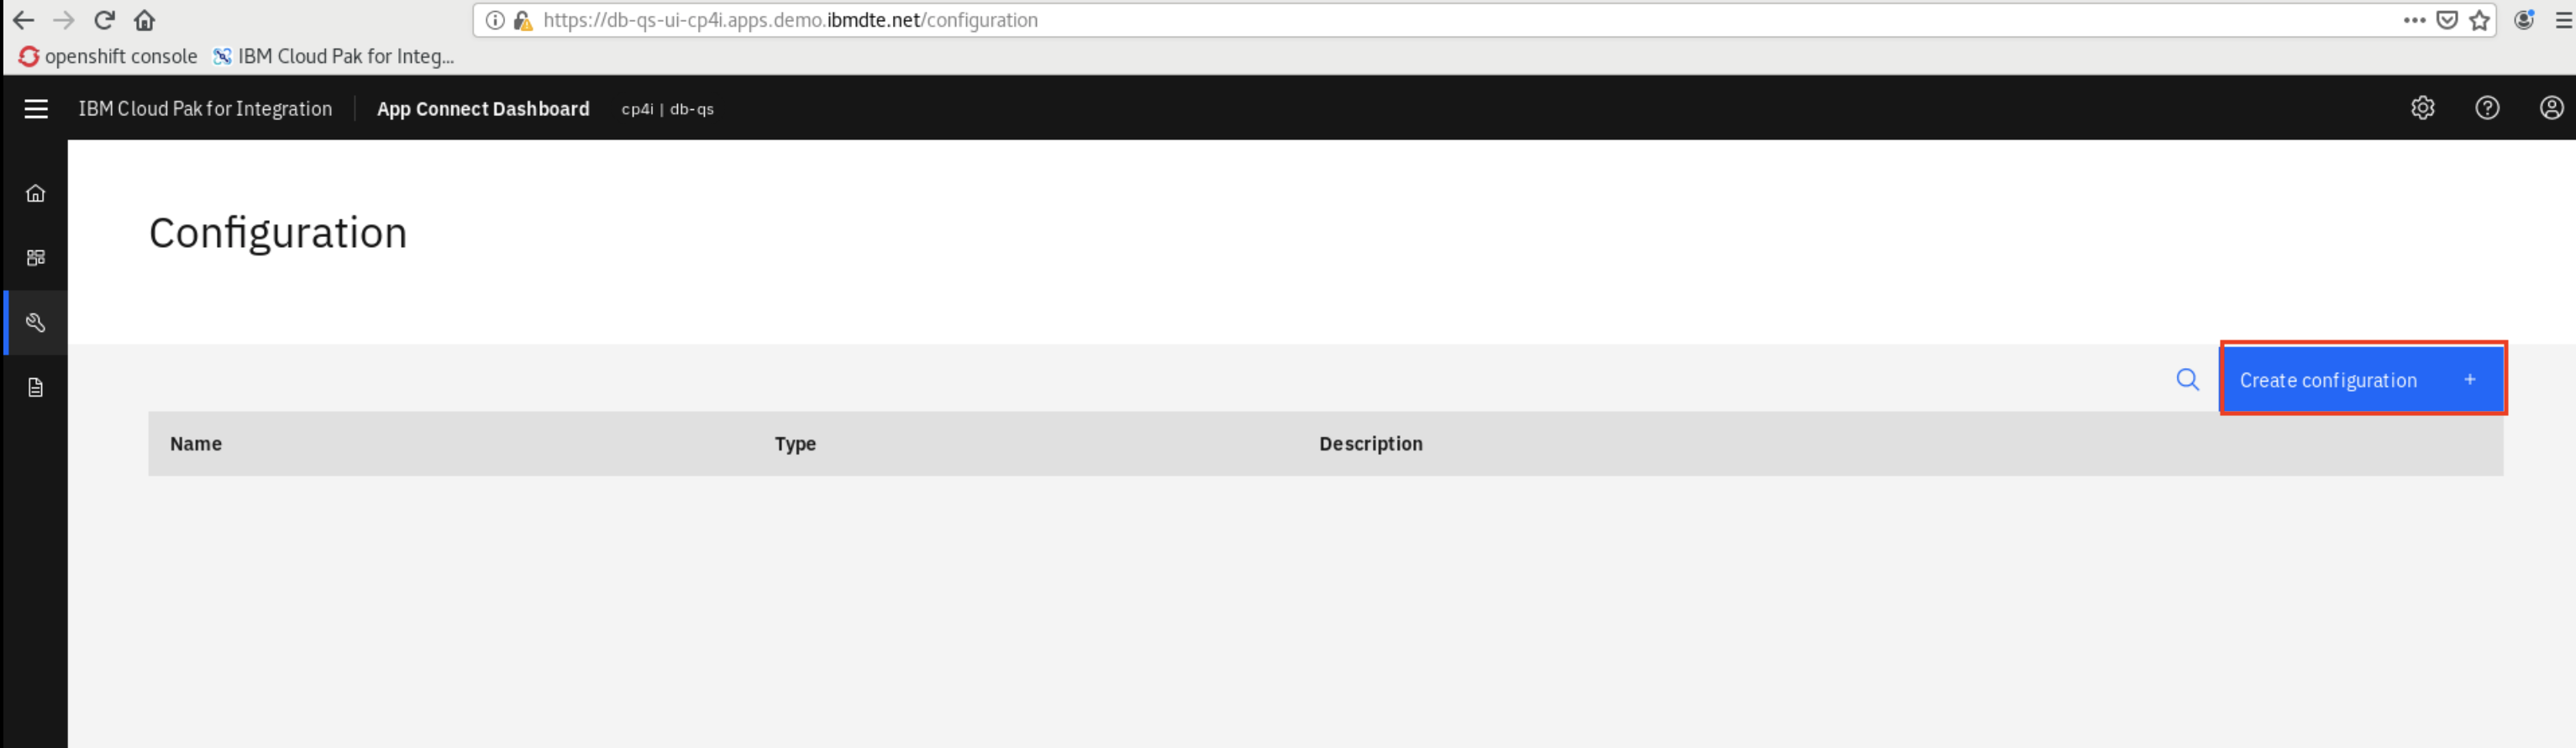 https://db-qs-ui-cp4i.apps.demo.ibmdte.net/configuration
openshift console IBM Cloud Pak for Integ...
IBM Cloud Pak for Integration App Connect Dashboard cp4i | db-qs
Configuration
Create configuration +
Name Type Description